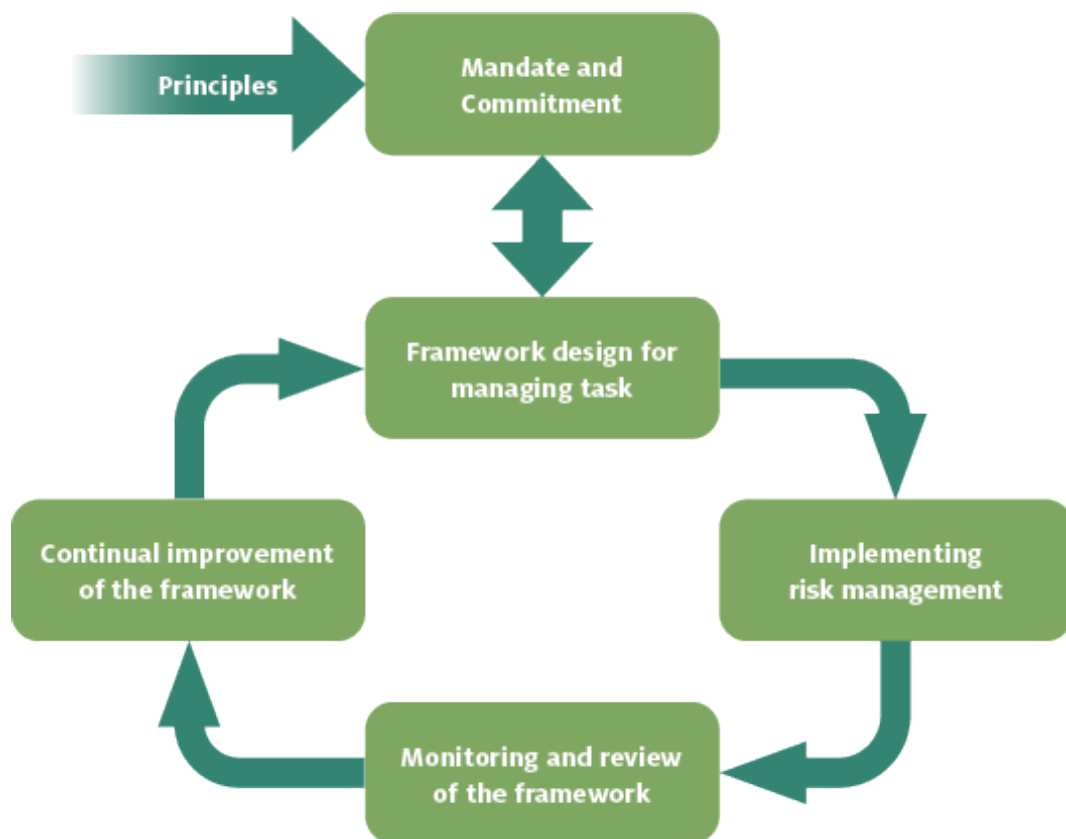 Principles
Mandate and
Commitment
Framework design for
managing task
Continual improvement
of the framework
Implementing
risk management
Monitoring and review
of the framework